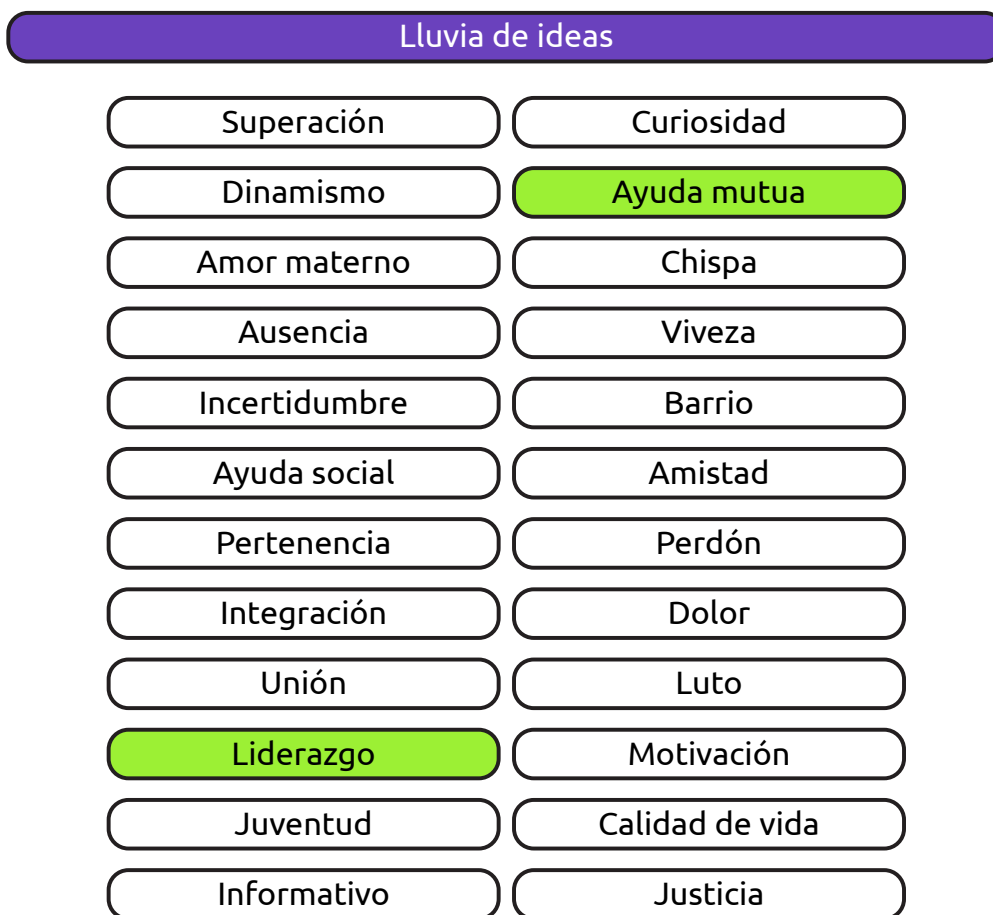 Lluvia de ideas
Superación
Curiosidad
Dinamismo
Ayuda mutua
Amor materno
Chispa
Ausencia
Viveza
Incertidumbre
Barrio
Ayuda social
Amistad
Pertenencia
Perdón
Integración
Dolor
Unión
Luto
Liderazgo
Motivación
Juventud
Calidad de vida
Informativo
Justicia